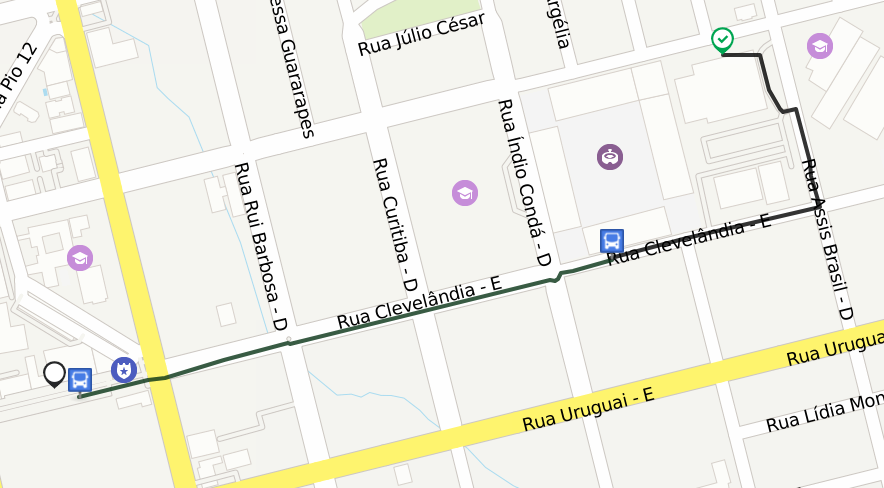 Pio 12
essa Guararapes
Rua Júlio César
argélia
Rua Rui Barbosa - D
Rua Curitiba - D
Rua Índio Condá - D
Rua Assis Brasil - D
Rua Clevelândia - E
Rua Clevelândia - E
Rua Uruguai - E
Rua Urugua
Rua Lídia Mon